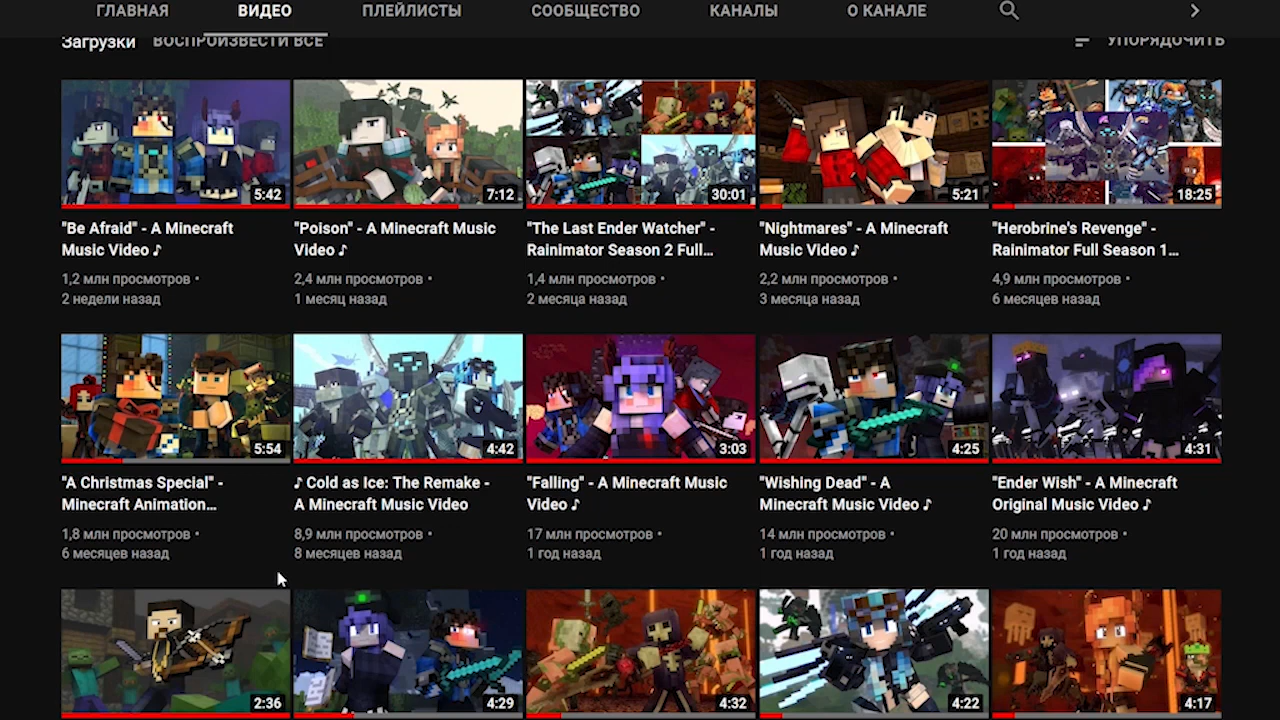 ГЛАВНАЯ ВИДЕО ПЛЕЙЛИСТЫ СООБЩЕСТВО КАНАЛЫ О КАНАЛЕ
Загрузки ВОСПРОИЗВЕСТИ ВСЕ УПОРЯДОЧИТЬ
5:42 7:12 30:01 5:21 18:25
"Be Afraid" - A Minecraft
Music Video ♪
1,2 млн просмотров •
2 недели назад
"Poison" - A Minecraft Music
Video ♪
2,4 млн просмотров •
1 месяц назад
"The Last Ender Watcher" -
Rainimator Season 2 Full...
1,4 млн просмотров •
2 месяца назад
"Nightmares" - A Minecraft
Music Video ♪
2,2 млн просмотров •
3 месяца назад
"Herobrine's Revenge" -
Rainimator Full Season 1...
4,9 млн просмотров •
6 месяцев назад
5:54 4:42 3:03 4:25 4:31
"A Christmas Special" -
Minecraft Animation...
1,8 млн просмотров •
6 месяцев назад
♪ Cold as Ice: The Remake -
A Minecraft Music Video
8,9 млн просмотров •
8 месяцев назад
"Falling" - A Minecraft Music
Video ♪
17 млн просмотров •
1 год назад
"Wishing Dead" - A
Minecraft Music Video ♪
14 млн просмотров •
1 год назад
"Ender Wish" - A Minecraft
Original Music Video ♪
20 млн просмотров •
1 год назад
2:36 4:29 4:32 4:22 4:17